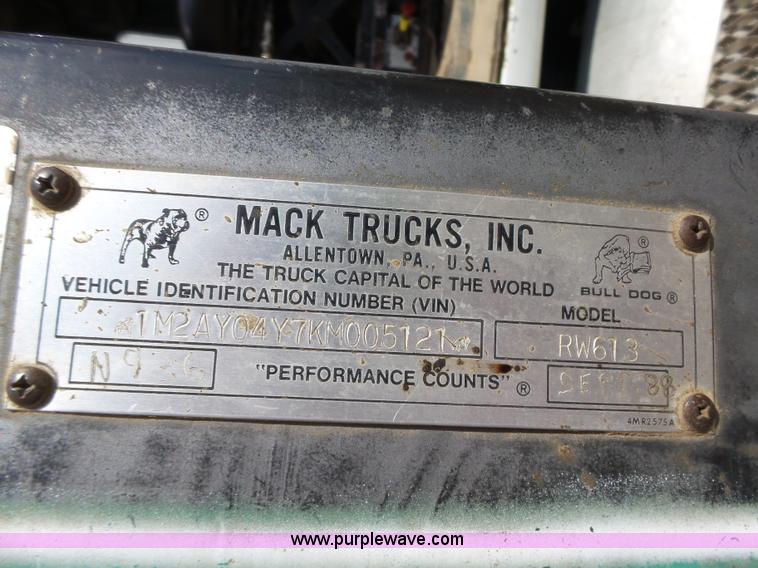 ® MACK TRUCKS, INC. ®
ALLENTOWN, PA., U.S.A.
THE TRUCK CAPITAL OF THE WORLD
BULL DOG ®
VEHICLE IDENTIFICATION NUMBER (VIN)
MODEL
*1M2AY04Y7KM005121*
RW613
"PERFORMANCE COUNTS" ®
SEPT 88
4MR2575A
www.purplewave.com